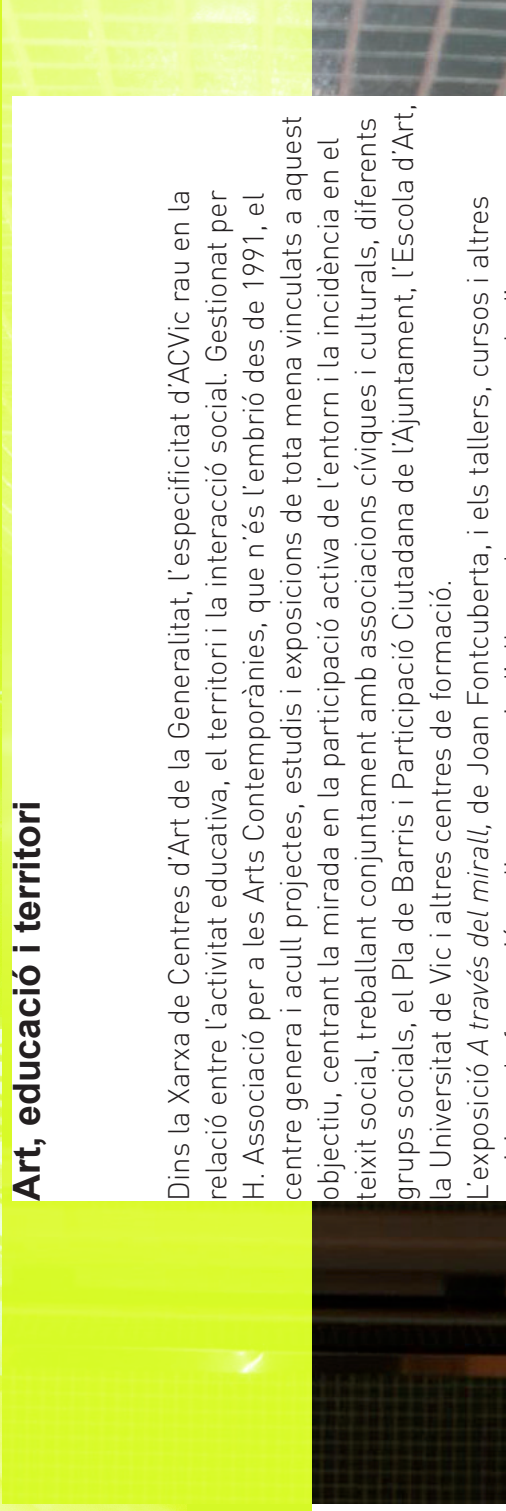 Art, educació i territori
Dins la Xarxa de Centres d'Art de la Generalitat, l'especificitat d'ACVic rau en la
relació entre l'activitat educativa, el territori i la interacció social. Gestionat per
H. Associació per a les Arts Contemporànies, que n'és l'embrió des de 1991, el
centre genera i acull projectes, estudis i exposicions de tota mena vinculats a aquest
objectiu, centrant la mirada en la participació activa de l'entorn i la incidència en el
teixit social, treballant conjuntament amb associacions cíviques i culturals, diferents
grups socials, el Pla de Barris i Participació Ciutadana de l'Ajuntament, l'Escola d'Art,
la Universitat de Vic i altres centres de formació.
L'exposició A través del mirall, de Joan Fontcuberta, i els tallers, cursos i altres